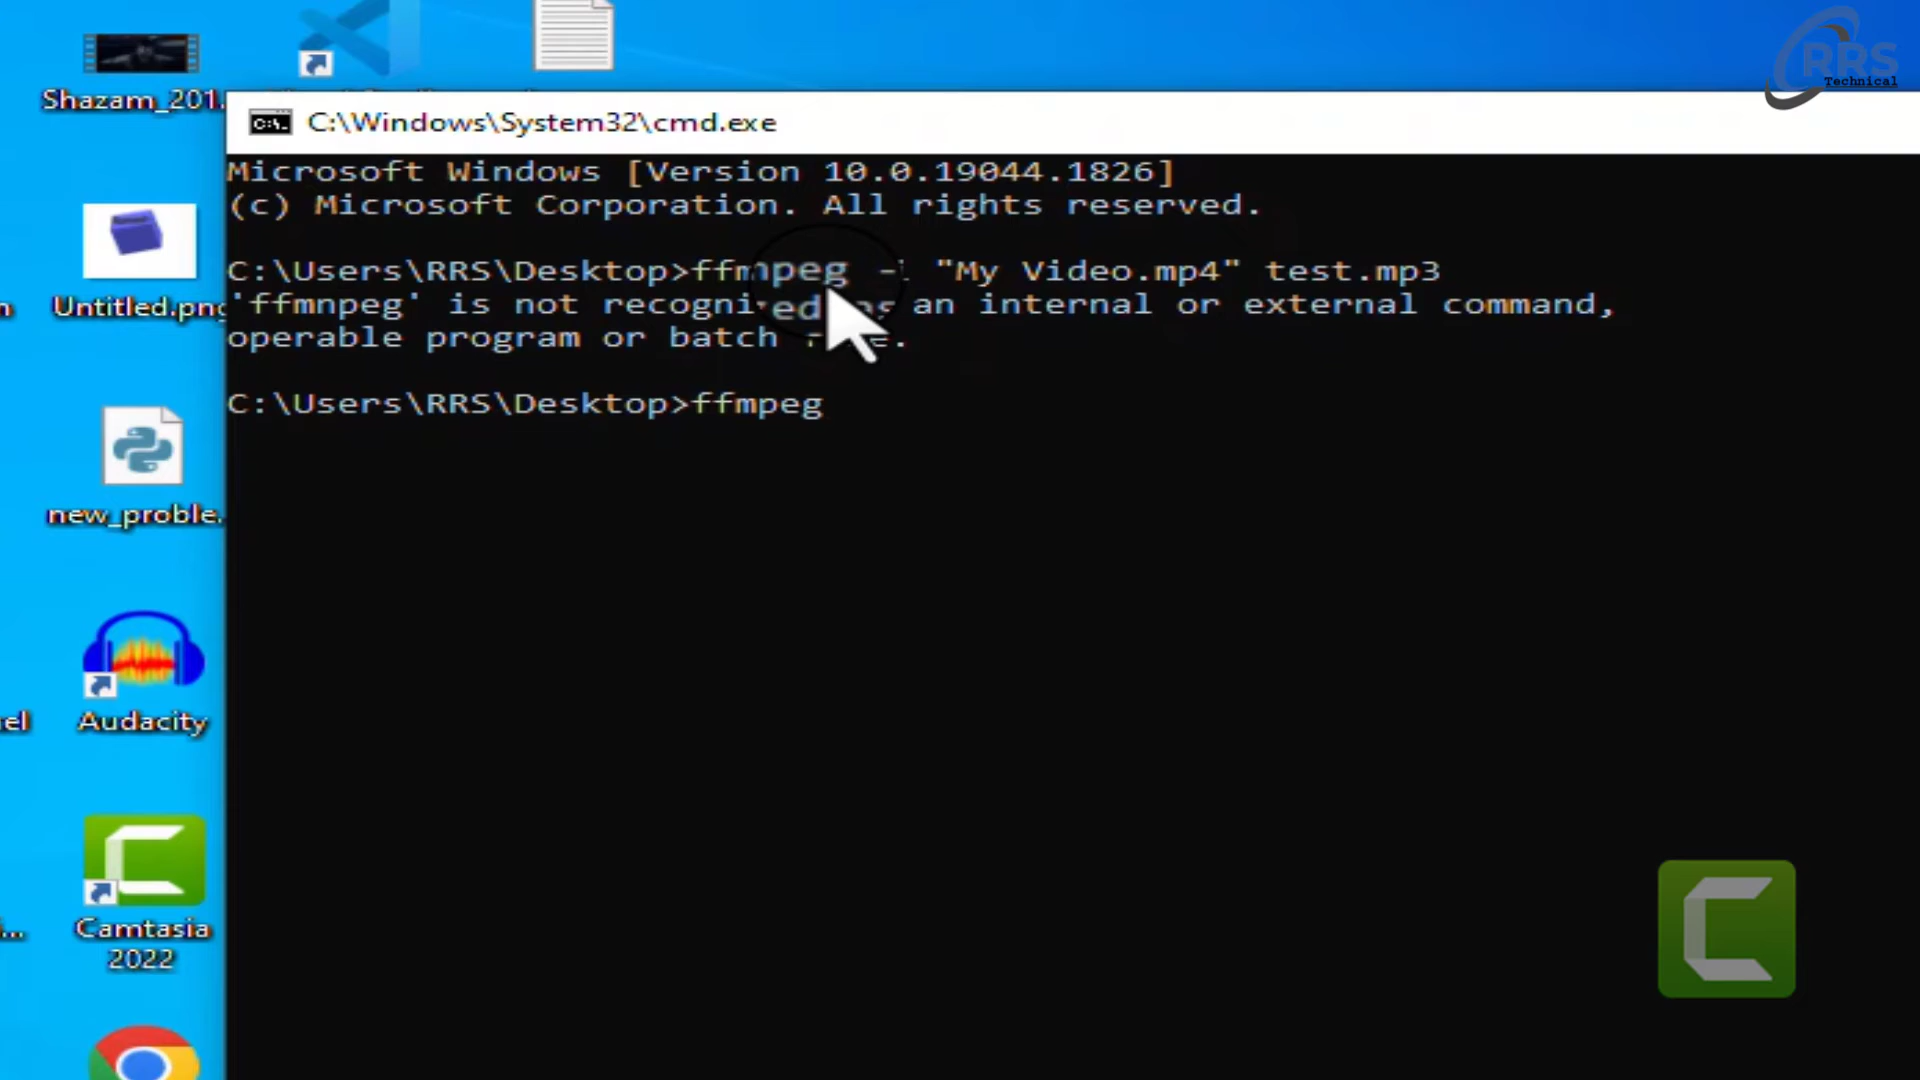 RRS
Technical
Shazam_201.
C:\Windows\System32\cmd.exe
Microsoft Windows [Version 10.0.19044.1826]
(c) Microsoft Corporation. All rights reserved.
C:\Users\RRS\Desktop>ffmnpeg -i "My Video.mp4" test.mp3
'ffmnpeg' is not recognized as an internal or external command,
operable program or batch file.
C:\Users\RRS\Desktop>ffmpeg
Untitled.png
new_proble.
Audacity
Camtasia
2022